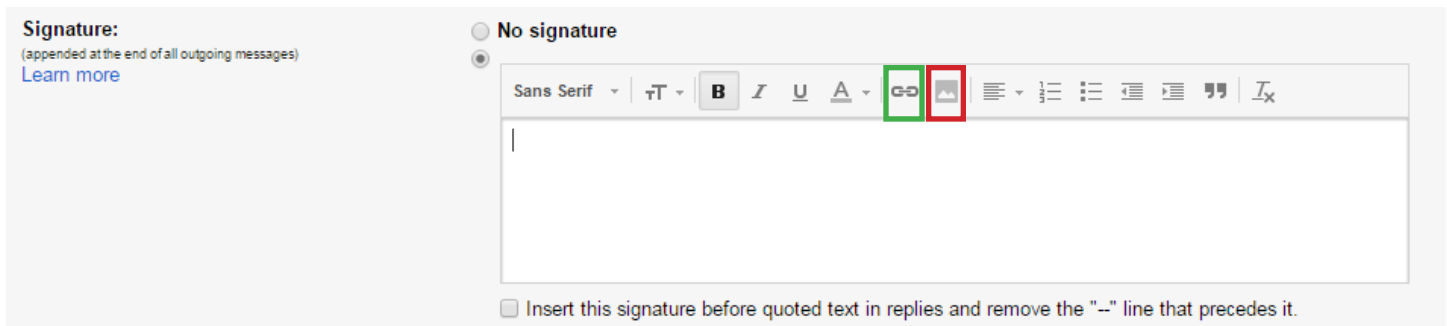 Signature:
(appended at the end of all outgoing messages)
Learn more
No signature
Sans Serif
B I U A
Insert this signature before quoted text in replies and remove the "--" line that precedes it.